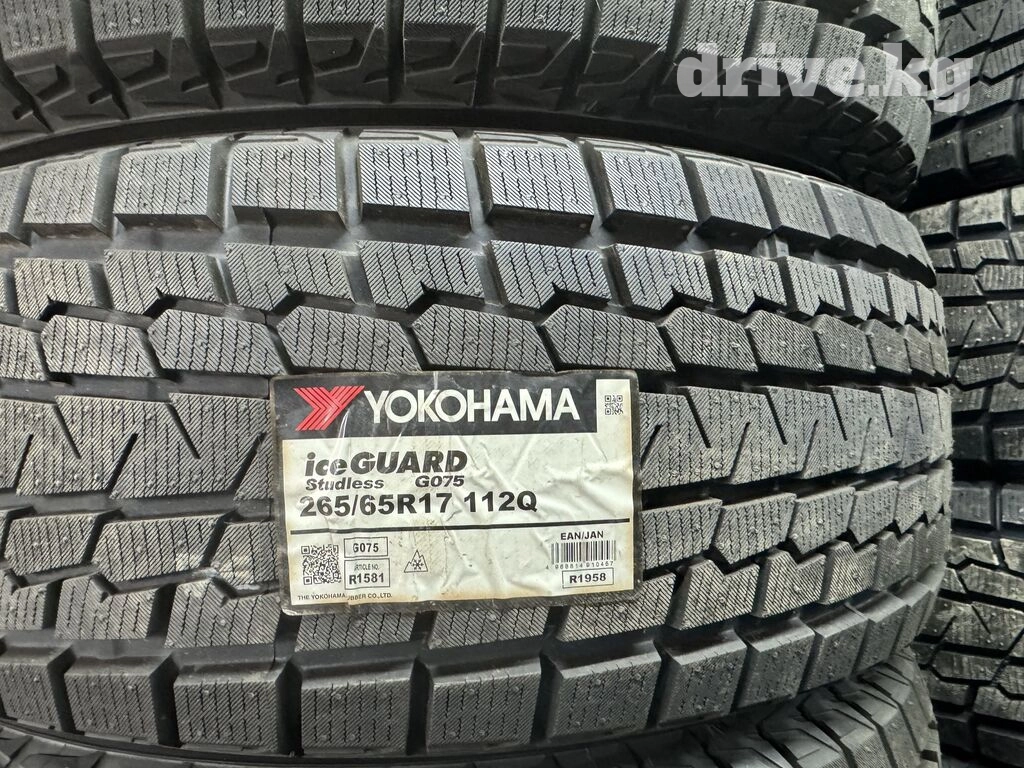 drive.kg
YOKOHAMA
iceGUARD
Studless G075
265/65R17 112Q
G075
ARTICLE NO.
R1581
EAN/JAN
4968814910457
R1958
THE YOKOHAMA RUBBER CO.,LTD.